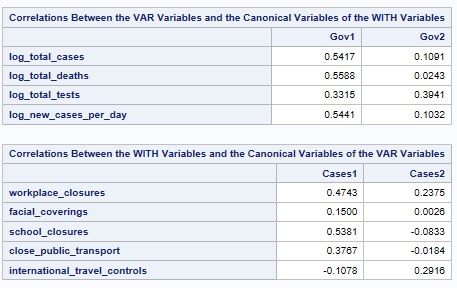 Correlations Between the VAR Variables and the Canonical Variables of the WITH Variables
Gov1 Gov2
log_total_cases 0.5417 0.1091
log_total_deaths 0.5588 0.0243
log_total_tests 0.3315 0.3941
log_new_cases_per_day 0.5441 0.1032
Correlations Between the WITH Variables and the Canonical Variables of the VAR Variables
Cases1 Cases2
workplace_closures 0.4743 0.2375
facial_coverings 0.1500 0.0026
school_closures 0.5381 -0.0833
close_public_transport 0.3767 -0.0184
international_travel_controls -0.1078 0.2916